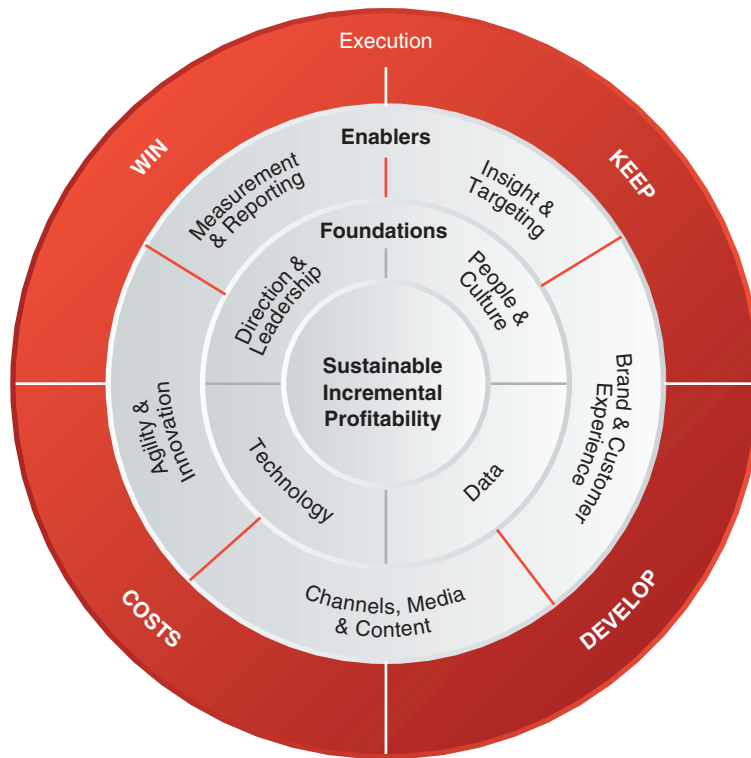 Execution
WIN
KEEP
DEVELOP
COSTS
Enablers
Measurement
& Reporting
Insight &
Targeting
Brand & Customer
Experience
Channels, Media
& Content
Agility &
Innovation
Foundations
Direction &
Leadership
People &
Culture
Data
Technology
Sustainable
Incremental
Profitability